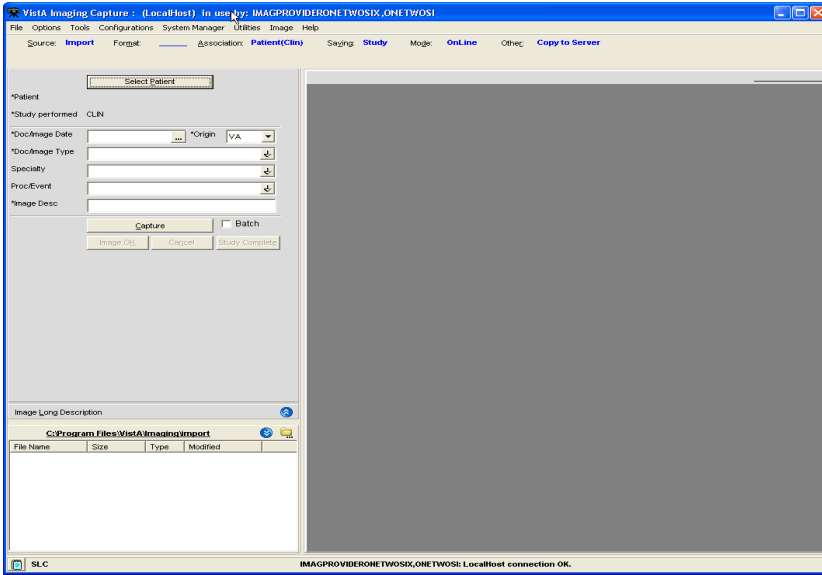 VistA Imaging Capture : (LocalHost) in use by: IMAGPROVIDERONETWOSIX ,ONETWOSI
File Options Tools Configurations System Manager Utilities Image Help
Source: Import Format: Association: Patient(Clin) Saving: Study Mode: OnLine Other: Copy to Server
Select Patient
*Patient
*Study performed CLIN
*Doc/Image Date ... *Origin VA
*Doc/Image Type
Specialty
Proc/Event
*Image Desc
Capture Batch
Image OK Cancel Study Complete
Image Long Description
C:\Program Files\VistA\Imaging\Import
File Name Size Type Modified
SLC IMAGPROVIDERONETWOSIX,ONETWOSI: LocalHost connection OK.